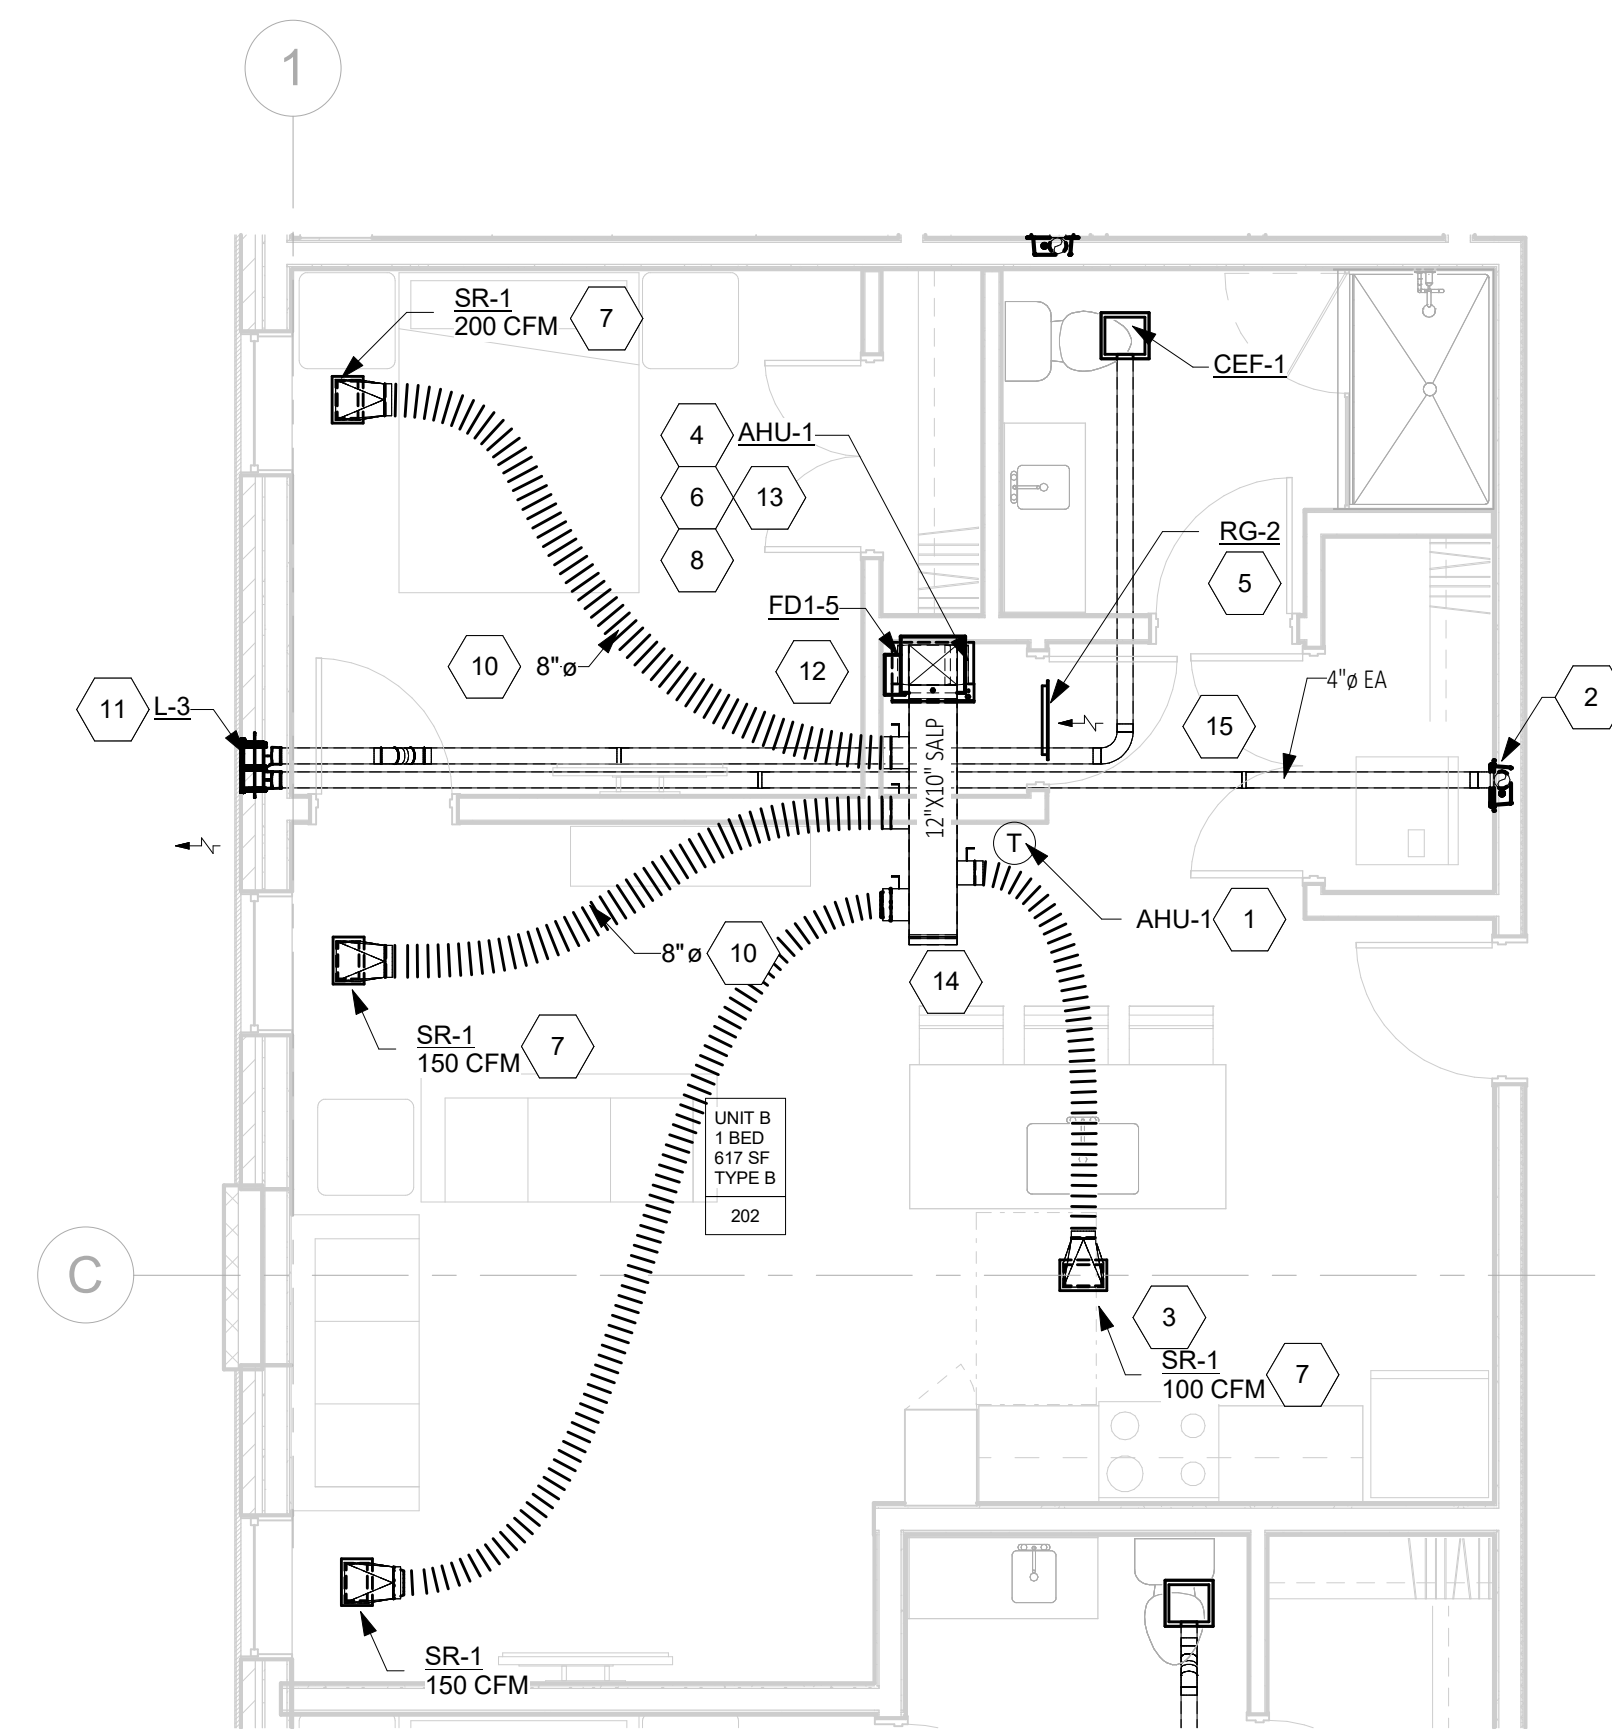 1
SR-1
200 CFM
7
CEF-1
4
AHU-1
6
13
8
RG-2
5
FD1-5
10
8"ø
12
4"ø EA
2
11
L-3
15
12"X10" SALP
T
AHU-1
1
8"ø
10
14
SR-1
150 CFM
7
UNIT B
1 BED
617 SF
TYPE B
202
C
3
SR-1
100 CFM
7
SR-1
150 CFM